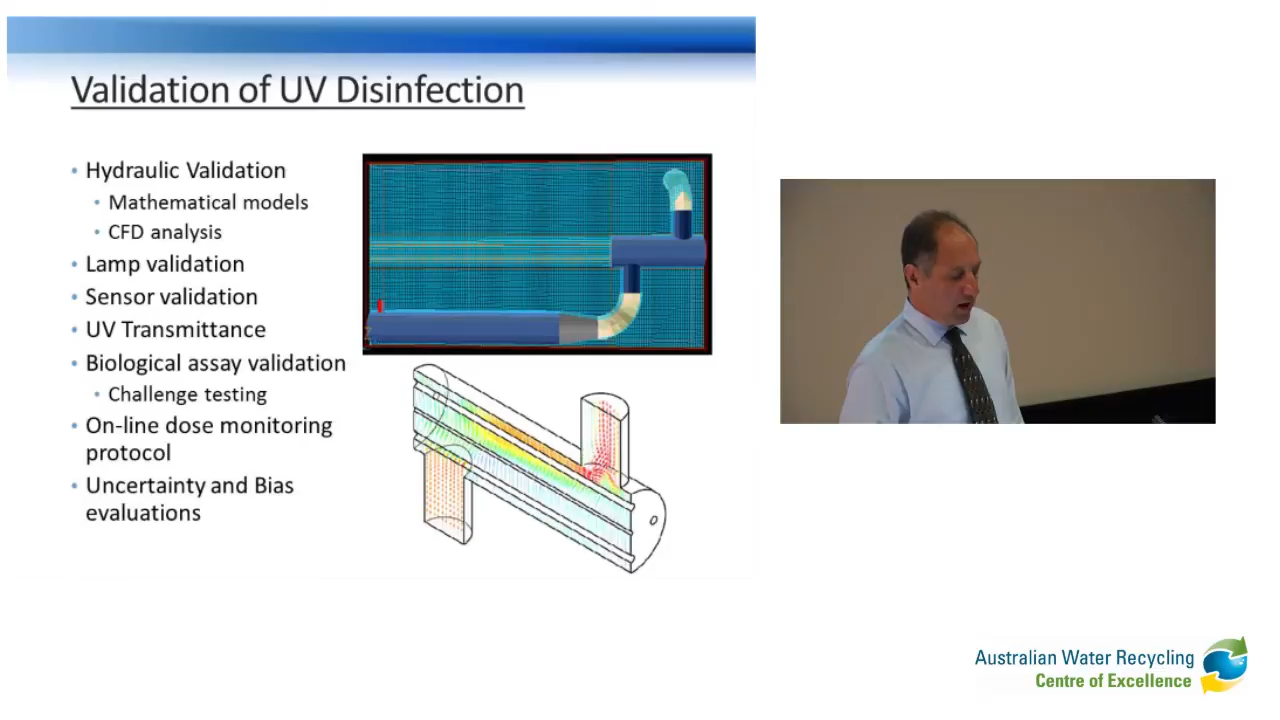 Validation of UV Disinfection
• Hydraulic Validation
• Mathematical models
• CFD analysis
• Lamp validation
• Sensor validation
• UV Transmittance
• Biological assay validation
• Challenge testing
• On-line dose monitoring
protocol
• Uncertainty and Bias
evaluations
Australian Water Recycling
Centre of Excellence